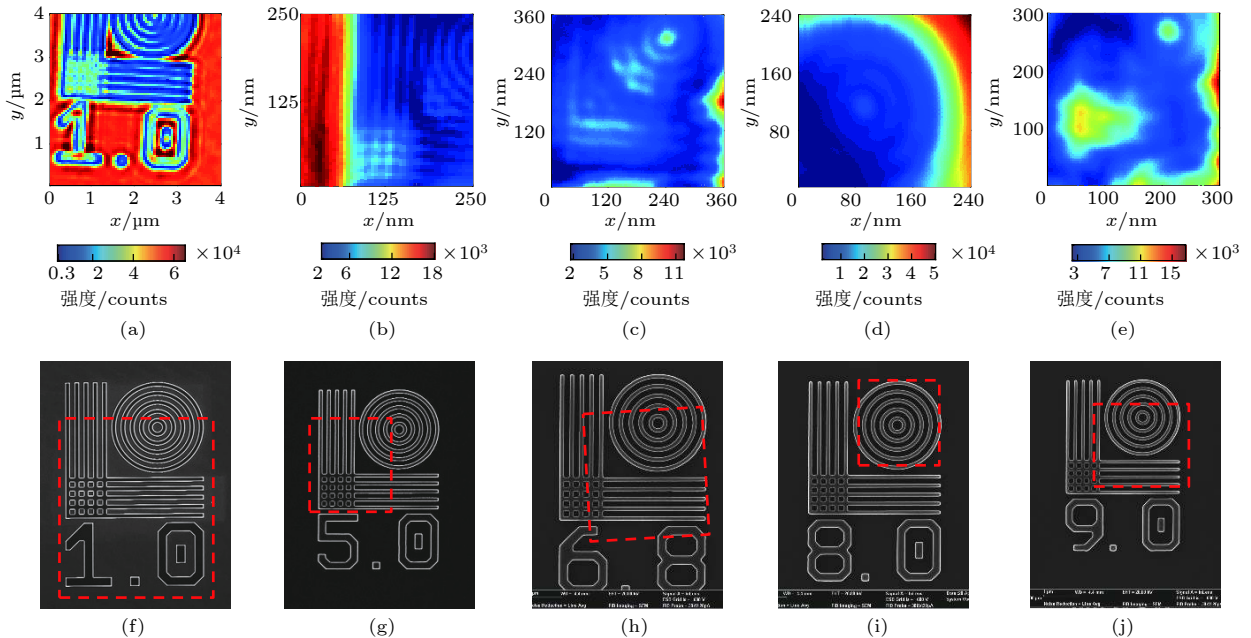 4
3
2
1
0 1 2 3 4
y/μm
x/μm
0.3 2 4 6
×10⁴
强度/counts
(a)
250
125
0 125 250
y/nm
x/nm
2 6 12 18
×10³
强度/counts
(b)
360
240
120
0 120 240 360
y/nm
x/nm
2 5 8 11
×10³
强度/counts
(c)
240
160
80
0 80 160 240
y/nm
x/nm
1 2 3 4 5
×10⁴
强度/counts
(d)
300
200
100
0 100 200 300
y/nm
x/nm
3 7 11 15
×10³
强度/counts
(e)
1.0
(f)
5.0
(g)
6.8
(h)
8.0
(i)
9.0
(j)